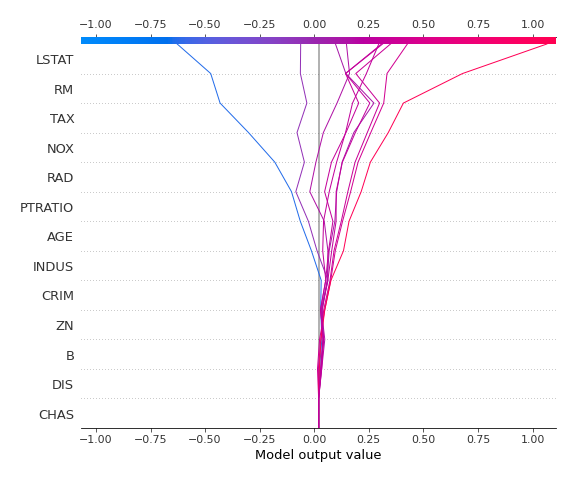 −1.00 −0.75 −0.50 −0.25 0.00 0.25 0.50 0.75 1.00
LSTAT
RM
TAX
NOX
RAD
PTRATIO
AGE
INDUS
CRIM
ZN
B
DIS
CHAS
−1.00 −0.75 −0.50 −0.25 0.00 0.25 0.50 0.75 1.00
Model output value